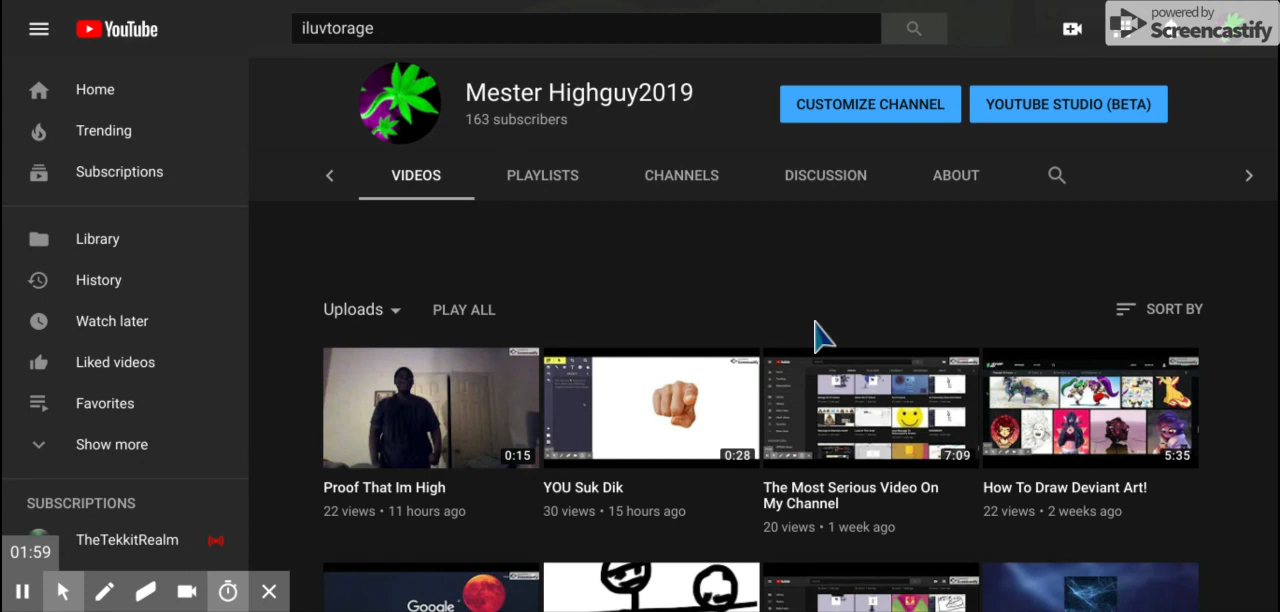 YouTube
iluvtorage
powered by
Screencastify
Mester Highguy2019
163 subscribers
CUSTOMIZE CHANNEL
YOUTUBE STUDIO (BETA)
Home
Trending
Subscriptions
VIDEOS
PLAYLISTS
CHANNELS
DISCUSSION
ABOUT
Library
History
Watch later
Liked videos
Favorites
Show more
Uploads
PLAY ALL
SORT BY
0:15
0:28
7:09
5:35
Proof That Im High
22 views • 11 hours ago
YOU Suk Dik
30 views • 15 hours ago
The Most Serious Video On
My Channel
20 views • 1 week ago
How To Draw Deviant Art!
22 views • 2 weeks ago
SUBSCRIPTIONS
TheTekkitRealm
01:59
Google